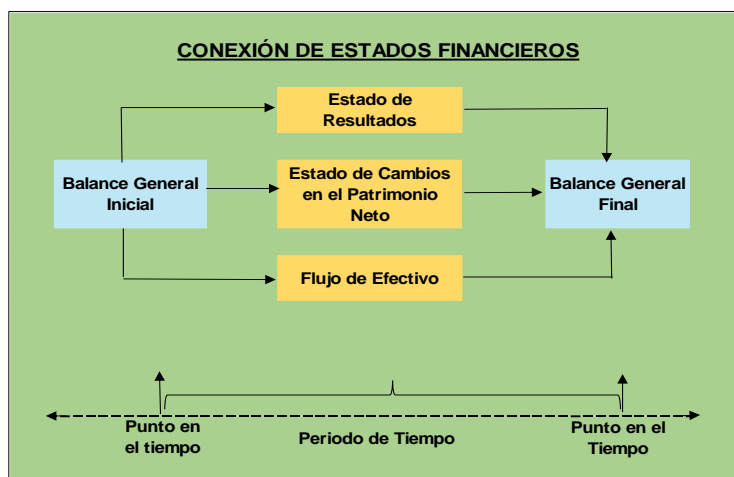 CONEXIÓN DE ESTADOS FINANCIEROS
Estado de
Resultados
Balance General
Inicial
Estado de Cambios
en el Patrimonio
Neto
Balance General
Final
Flujo de Efectivo
Punto en
el tiempo
Periodo de Tiempo
Punto en el
Tiempo